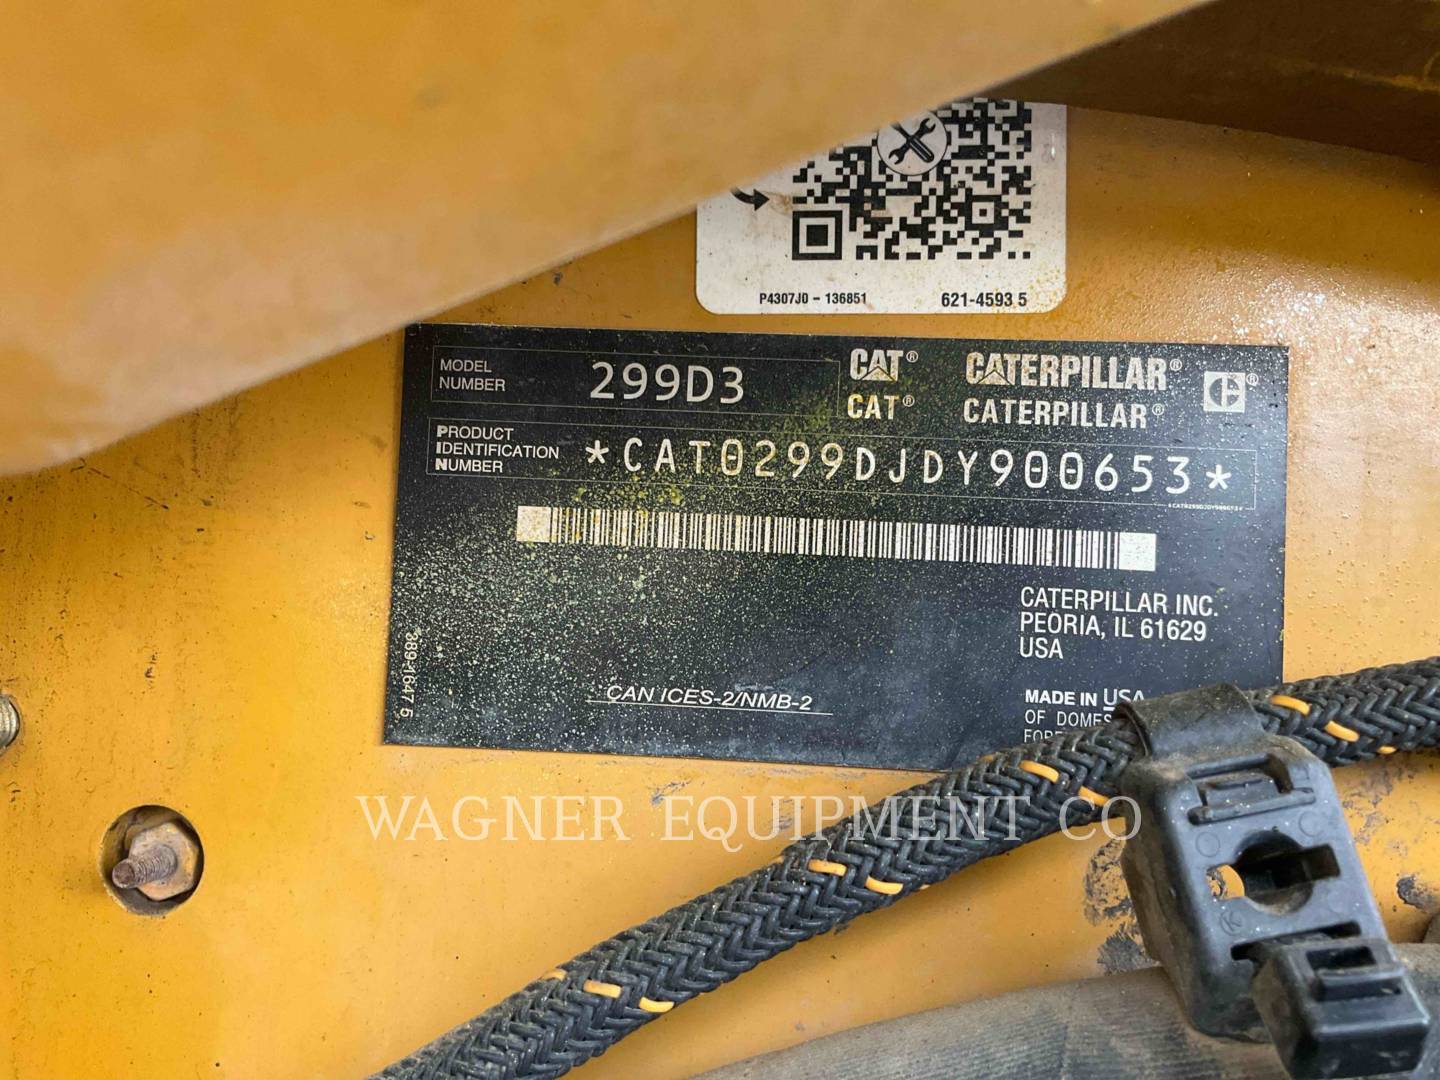 P4307J0 - 136851
621-4593 5
MODEL NUMBER
299D3
CAT®
CATERPILLAR®
CAT®
CATERPILLAR®
PRODUCT IDENTIFICATION NUMBER
*CAT0299DJDY900653*
CATERPILLAR INC.
PEORIA, IL 61629
USA
CAN ICES-2/NMB-2
MADE IN USA
OF
WAGNER EQUIPMENT CO